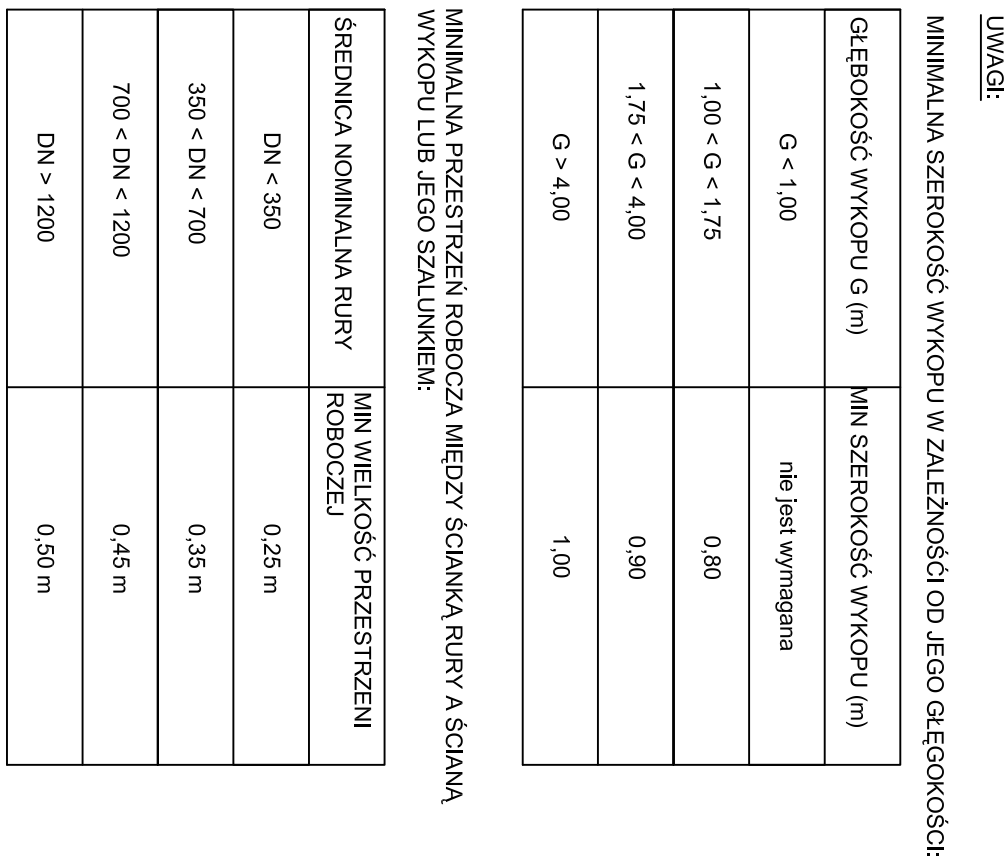 UWAGI:
MINIMALNA SZEROKOŚĆ WYKOPU W ZALEŻNOŚĆI OD JEGO GŁĘGOKOŚCI:
GŁĘBOKOŚĆ WYKOPU G (m) MIN SZEROKOŚĆ WYKOPU (m)
G < 1,00 nie jest wymagana
1,00 < G < 1,75 0,80
1,75 < G < 4,00 0,90
G > 4,00 1,00
MINIMALNA PRZESTRZEŃ ROBOCZA MIĘDZY ŚCIANKĄ RURY A ŚCIANĄ
WYKOPU LUB JEGO SZALUNKIEM:
ŚREDNICA NOMINALNA RURY MIN WIELKOŚĆ PRZESTRZENI
ROBOCZEJ
DN < 350 0,25 m
350 < DN < 700 0,35 m
700 < DN < 1200 0,45 m
DN > 1200 0,50 m